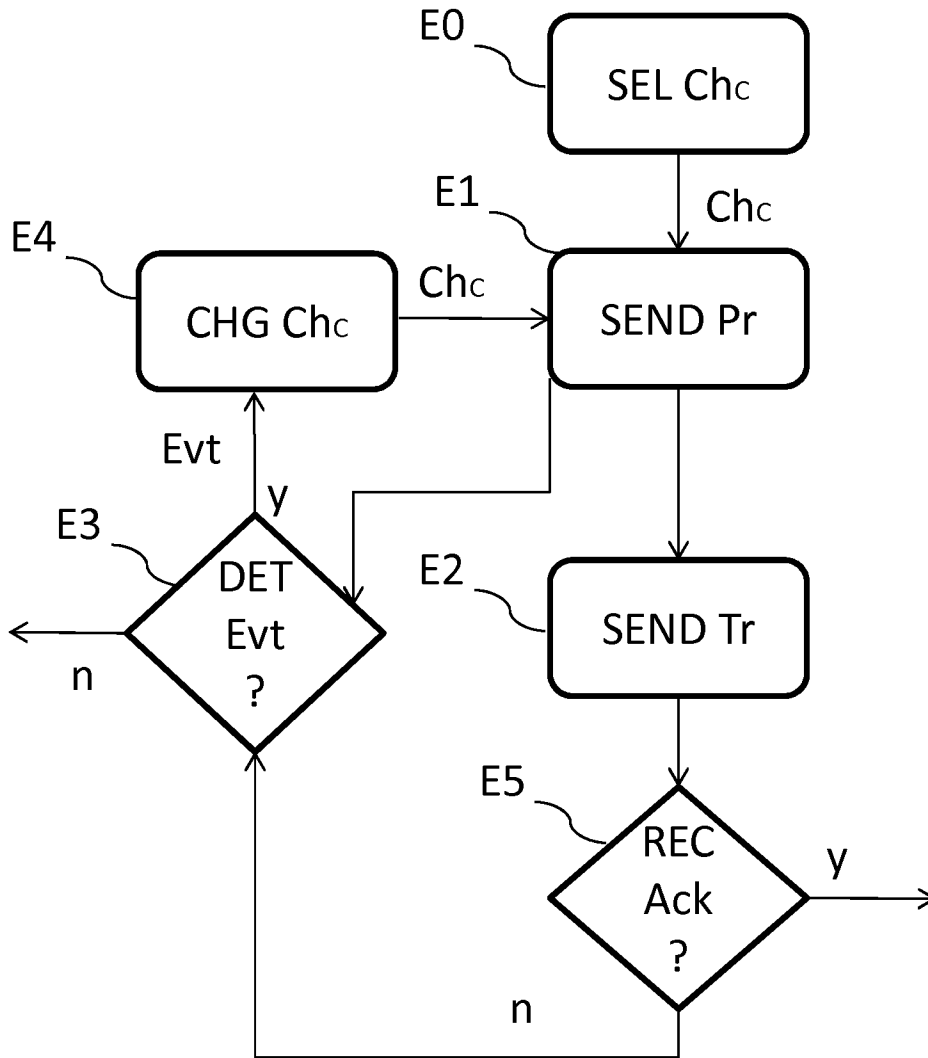 E0
SEL Chc
Chc
E1
SEND Pr
E4
CHG Chc
Chc
Evt
y
E3
DET
Evt
?
n
E2
SEND Tr
E5
REC
Ack
?
y
n